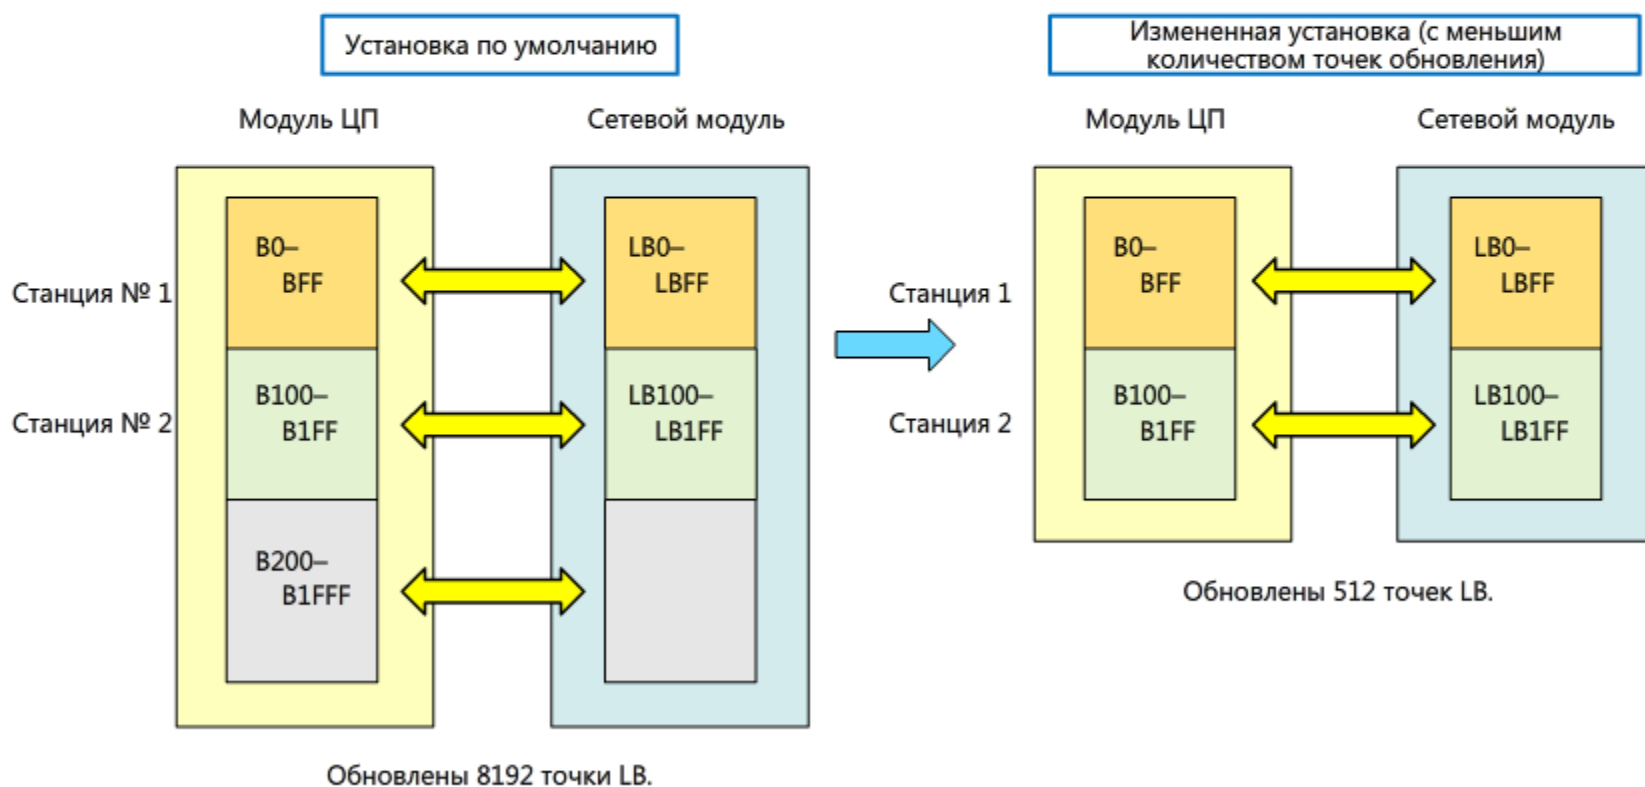 Установка по умолчанию
Модуль ЦП
Сетевой модуль
B0–
BFF
LB0–
LBFF
Станция № 1
B100–
B1FF
LB100–
LB1FF
Станция № 2
B200–
B1FFF
Обновлены 8192 точки LB.
Измененная установка (с меньшим
количеством точек обновления)
Модуль ЦП
Сетевой модуль
B0–
BFF
LB0–
LBFF
Станция 1
B100–
B1FF
LB100–
LB1FF
Станция 2
Обновлены 512 точек LB.